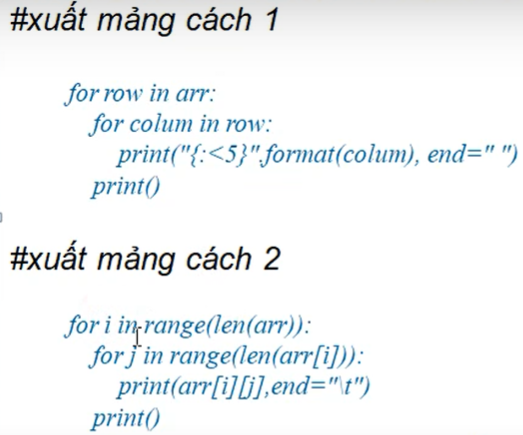 #xuất mảng cách 1
for row in arr:
for colum in row:
print("{:<5}".format(colum), end=" ")
print()
#xuất mảng cách 2
for i in range(len(arr)):
for j in range(len(arr[i])):
print(arr[i][j],end="\t")
print()